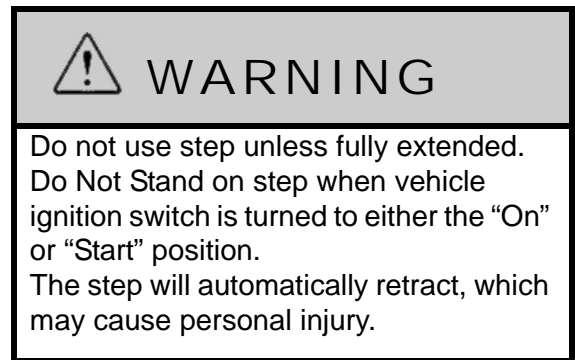 WARNING
Do not use step unless fully extended.
Do Not Stand on step when vehicle
ignition switch is turned to either the “On”
or “Start” position.
The step will automatically retract, which
may cause personal injury.